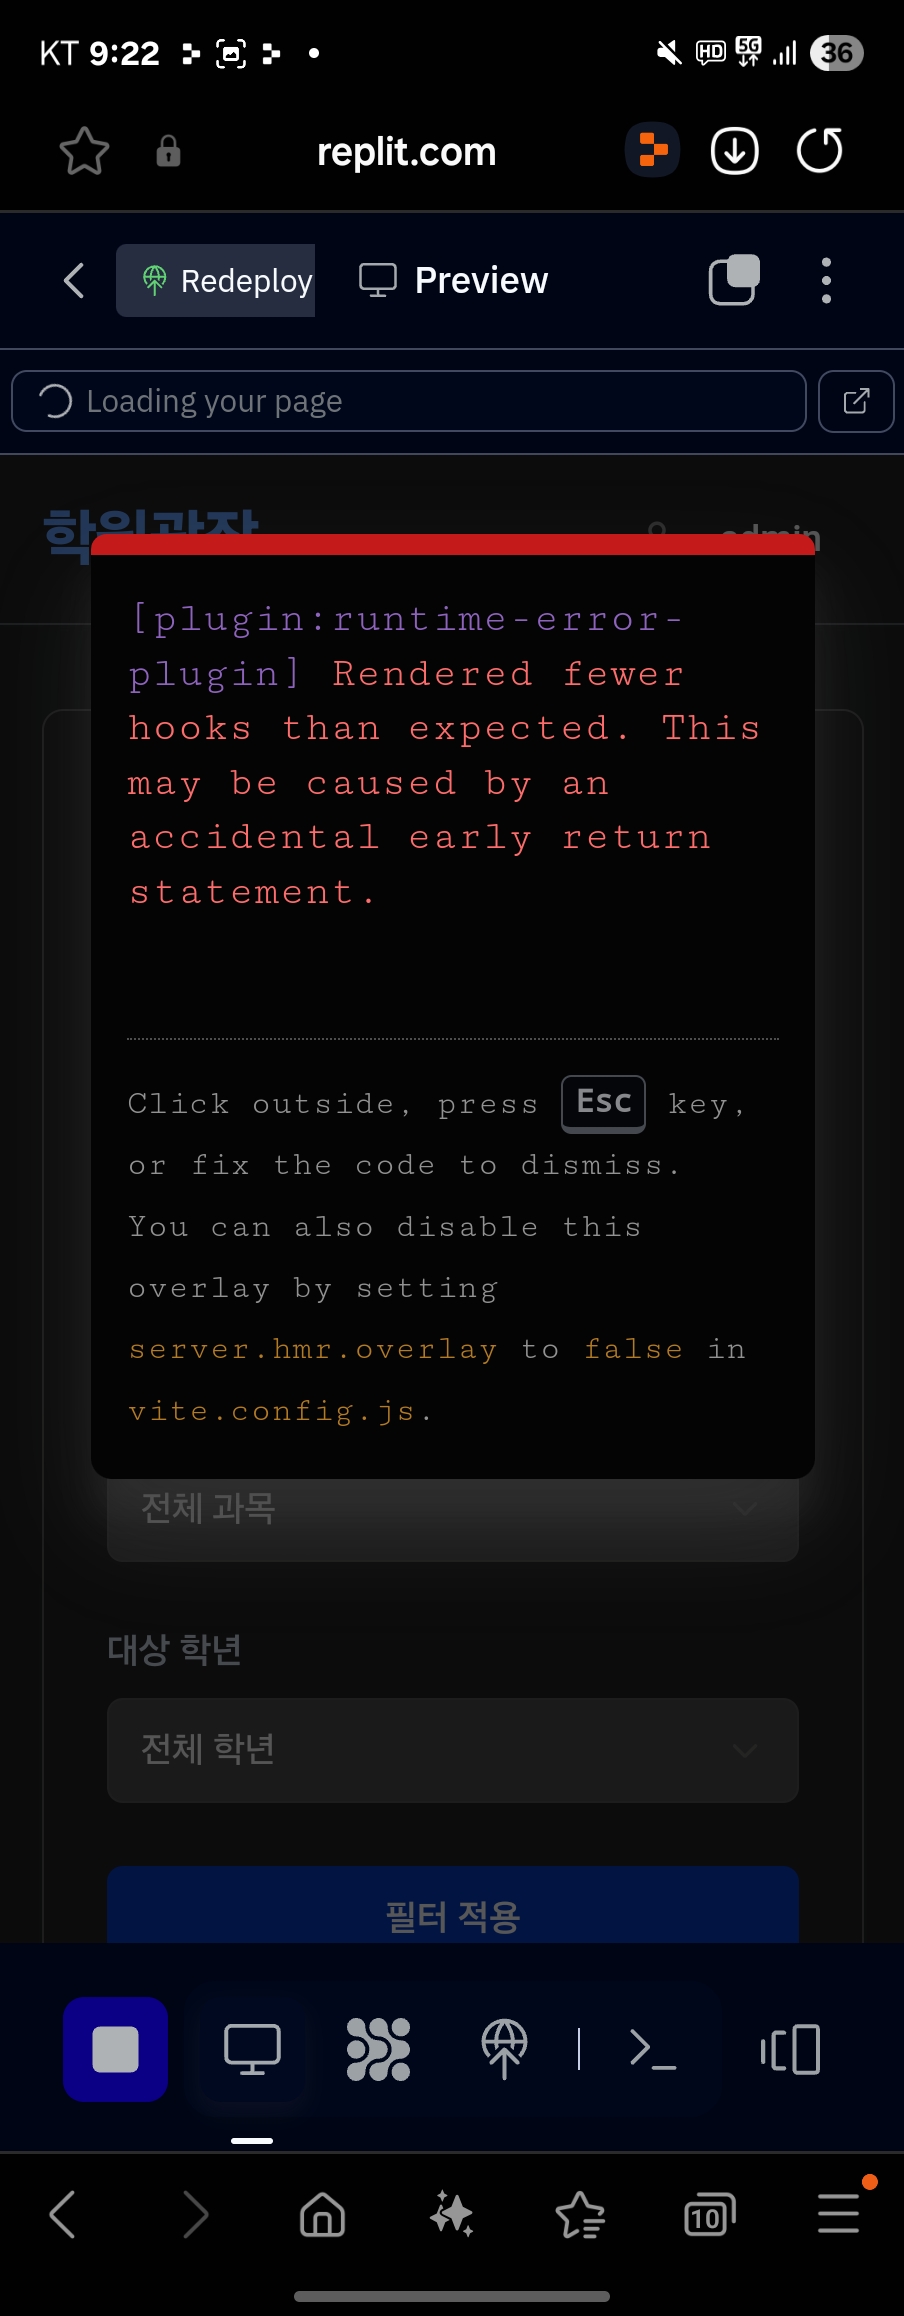 KT 9:22
HD 5G 36
replit.com
Redeploy Preview
Loading your page
학원광장 admin
[plugin:runtime-error-
plugin] Rendered fewer
hooks than expected. This
may be caused by an
accidental early return
statement.
Click outside, press Esc key,
or fix the code to dismiss.
You can also disable this
overlay by setting
server.hmr.overlay to false in
vite.config.js.
전체 과목
대상 학년
전체 학년
필터 적용
10